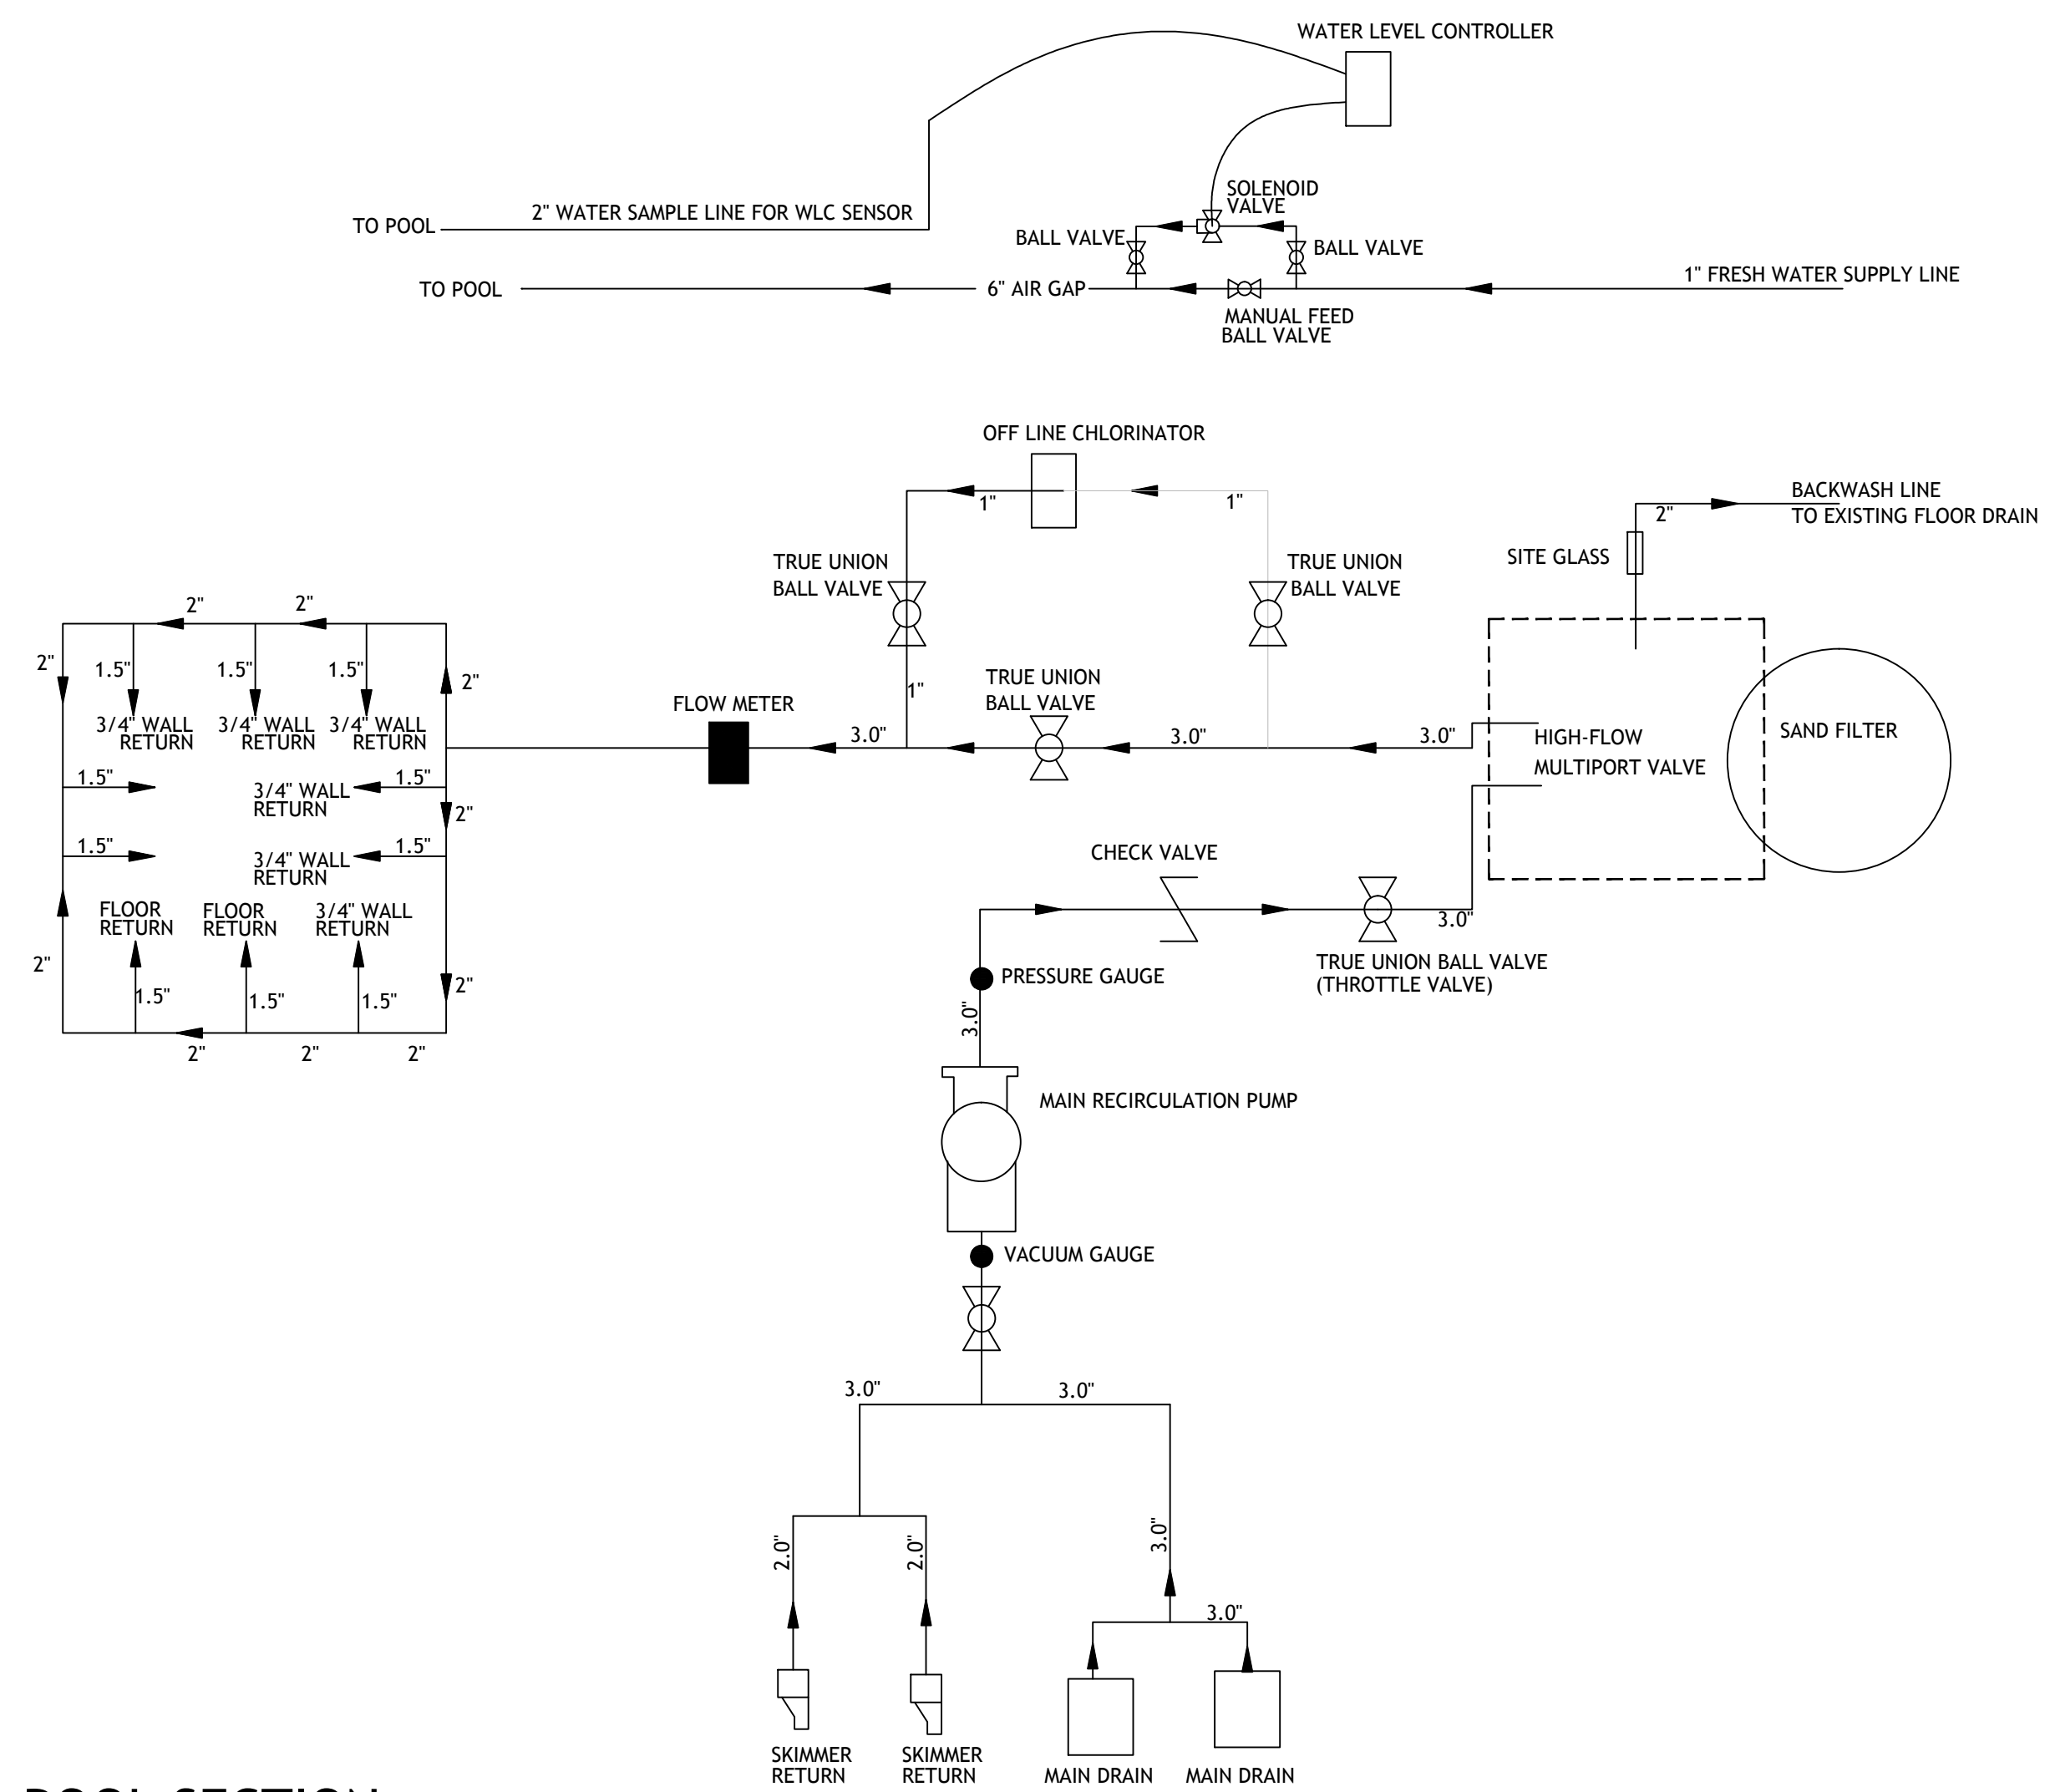 WATER LEVEL CONTROLLER
SOLENOID
VALVE
2" WATER SAMPLE LINE FOR WLC SENSOR
TO POOL
BALL VALVE
BALL VALVE
1" FRESH WATER SUPPLY LINE
TO POOL
6" AIR GAP
MANUAL FEED
BALL VALVE
OFF LINE CHLORINATOR
1"
1"
BACKWASH LINE
TO EXISTING FLOOR DRAIN
2"
SITE GLASS
TRUE UNION
BALL VALVE
TRUE UNION
BALL VALVE
2"
2"
2"
1.5"
1.5"
1.5"
2"
3/4" WALL
RETURN
3/4" WALL
RETURN
3/4" WALL
RETURN
FLOW METER
1"
TRUE UNION
BALL VALVE
3.0"
3.0"
3.0"
HIGH-FLOW
MULTIPORT VALVE
SAND FILTER
1.5"
3/4" WALL
RETURN
1.5"
2"
1.5"
3/4" WALL
RETURN
1.5"
CHECK VALVE
FLOOR
RETURN
FLOOR
RETURN
3/4" WALL
RETURN
3.0"
2"
1.5"
1.5"
1.5"
2"
TRUE UNION BALL VALVE
(THROTTLE VALVE)
PRESSURE GAUGE
3.0"
2"
2"
2"
MAIN RECIRCULATION PUMP
VACUUM GAUGE
3.0"
3.0"
2.0"
2.0"
3.0"
3.0"
SKIMMER
RETURN
SKIMMER
RETURN
MAIN DRAIN
MAIN DRAIN
POOL SECTION